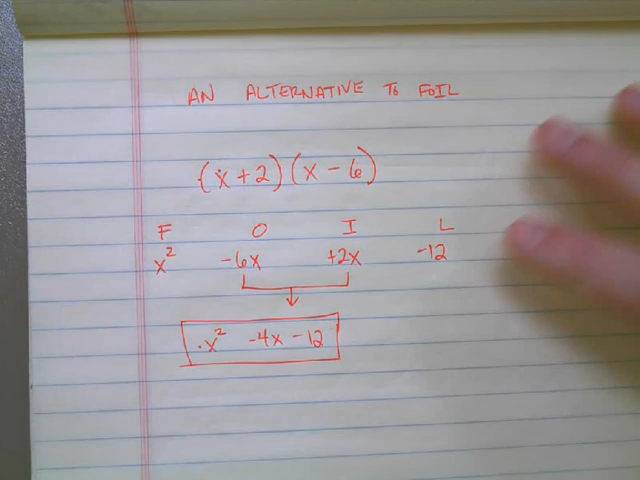 AN ALTERNATIVE TO FOIL
(x + 2)(x - 6)
F O I L
x² -6x +2x -12
x² -4x -12